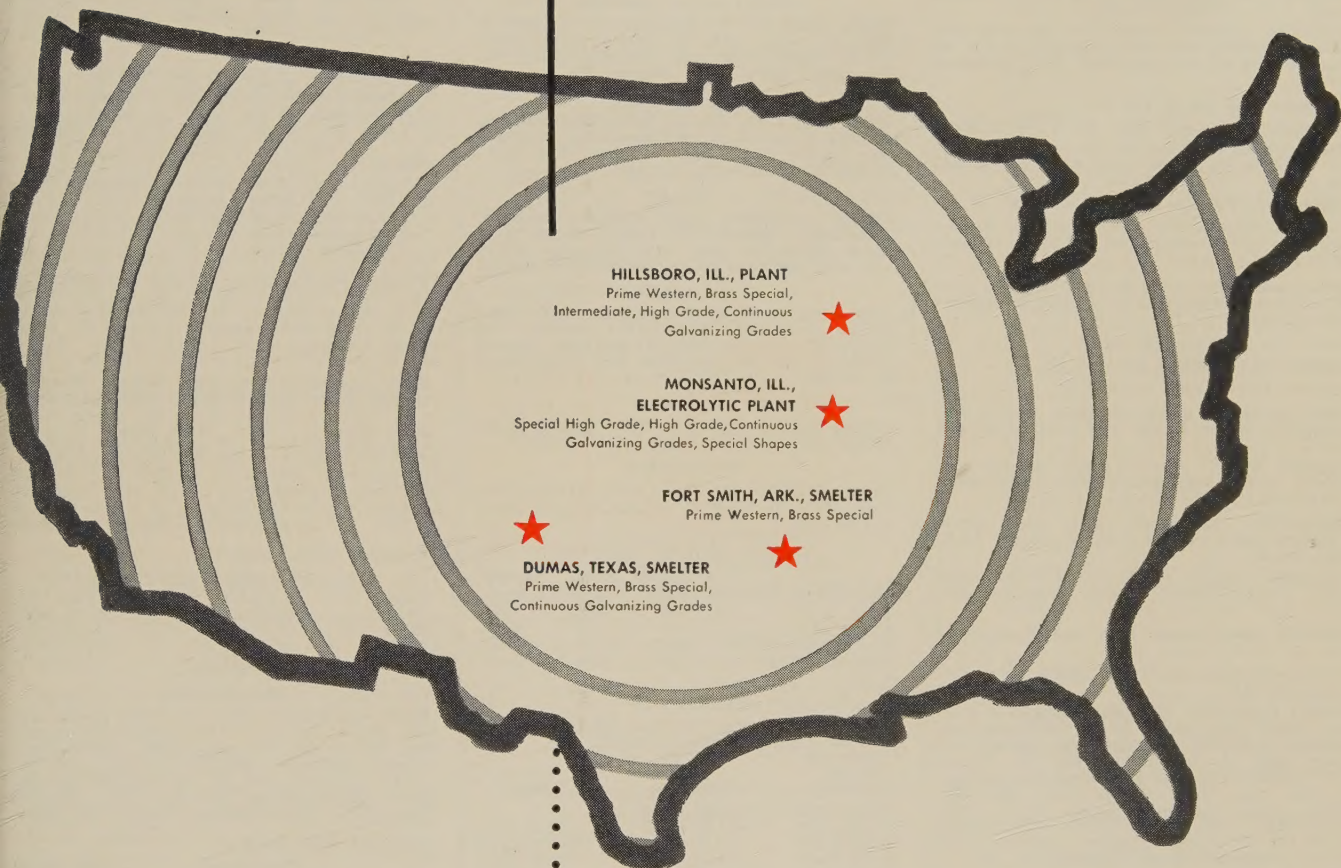 HILLSBORO, ILL., PLANT
Prime Western, Brass Special,
Intermediate, High Grade, Continuous
Galvanizing Grades
MONSANTO, ILL.,
ELECTROLYTIC PLANT
Special High Grade, High Grade, Continuous
Galvanizing Grades, Special Shapes
FORT SMITH, ARK., SMELTER
Prime Western, Brass Special
DUMAS, TEXAS, SMELTER
Prime Western, Brass Special,
Continuous Galvanizing Grades